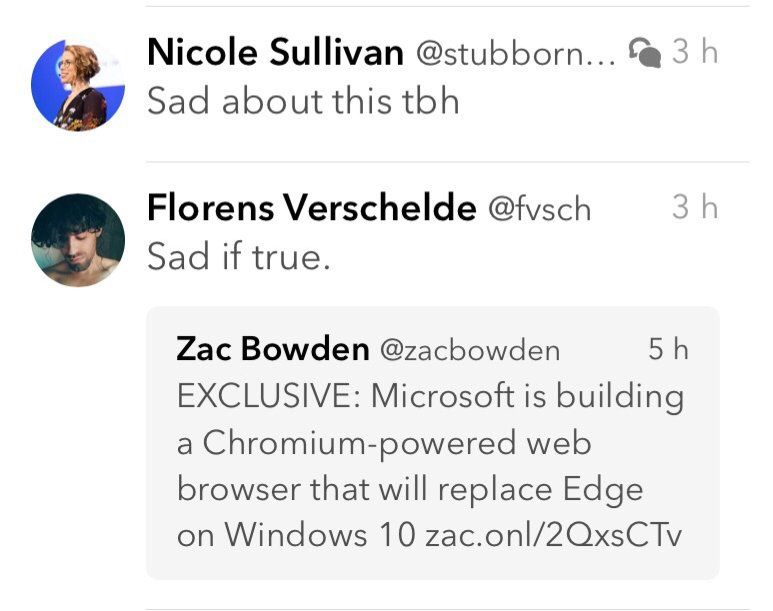 Nicole Sullivan @stubborn... 3 h
Sad about this tbh
Florens Verschelde @fvsch 3 h
Sad if true.
Zac Bowden @zacbowden 5 h
EXCLUSIVE: Microsoft is building
a Chromium-powered web
browser that will replace Edge
on Windows 10 zac.onl/2QxsCTv